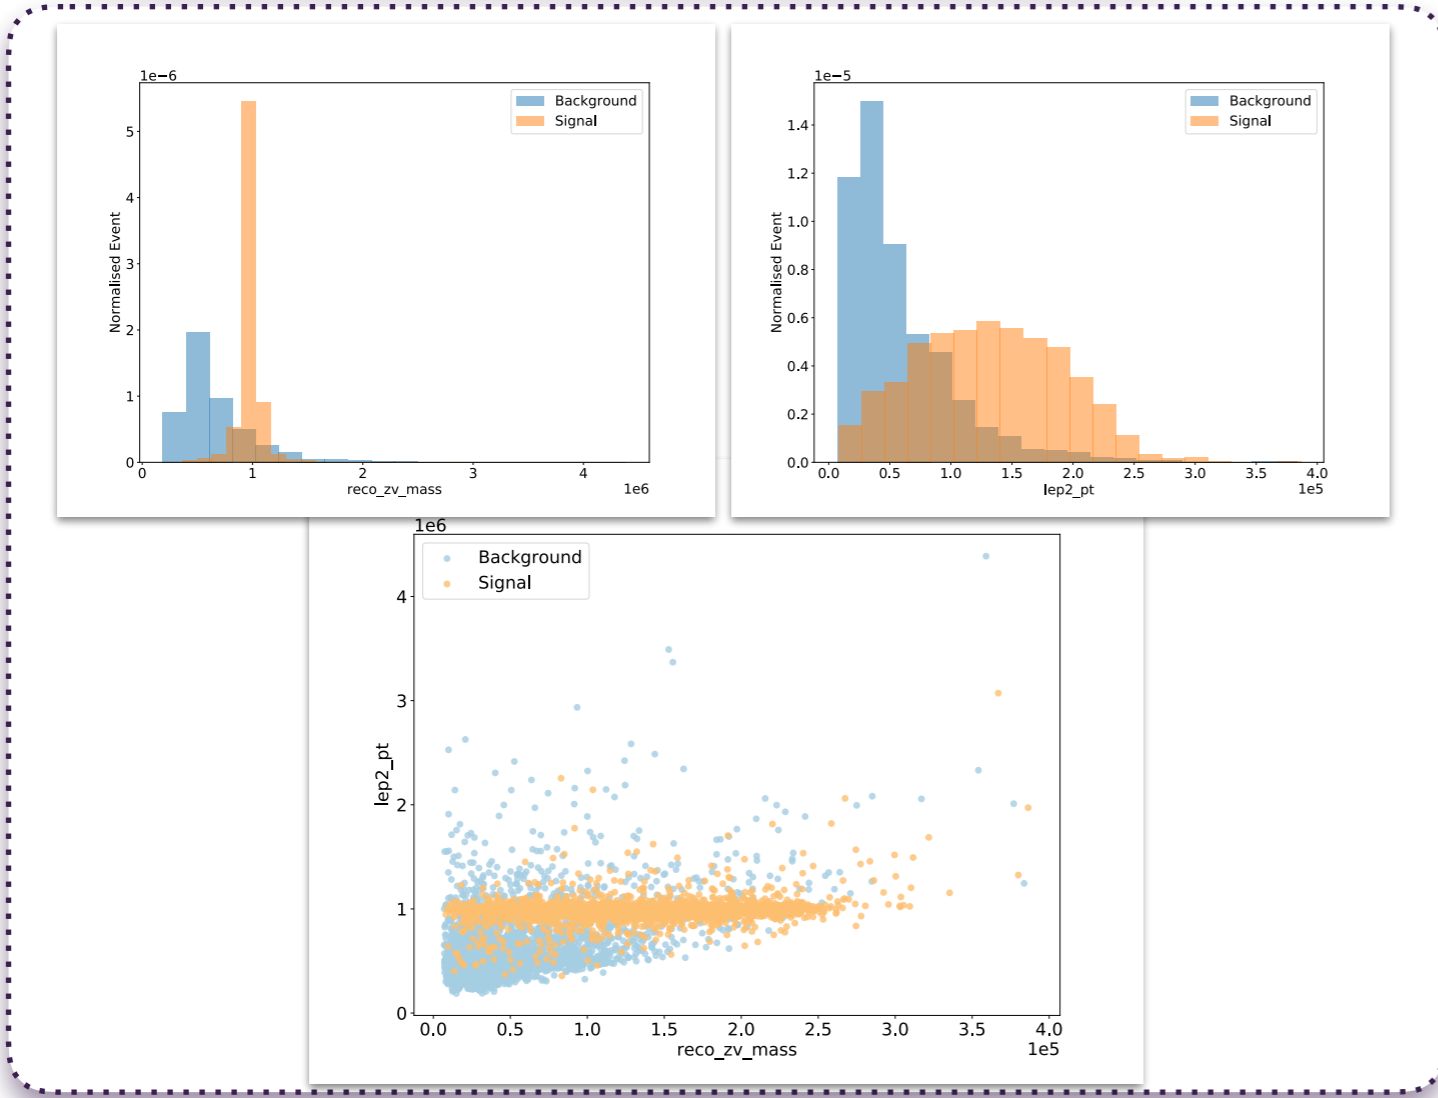 1e−6
Background
Signal
5
4
3
2
1
0
Normalised Event
0 1 2 3 4
reco_zv_mass
1e6
1e−5
Background
Signal
1.4
1.2
1.0
0.8
0.6
0.4
0.2
0.0
Normalised Event
0.0 0.5 1.0 1.5 2.0 2.5 3.0 3.5 4.0
lep2_pt
1e5
1e6
Background
Signal
4
3
2
1
0
lep2_pt
0.0 0.5 1.0 1.5 2.0 2.5 3.0 3.5 4.0
reco_zv_mass
1e5